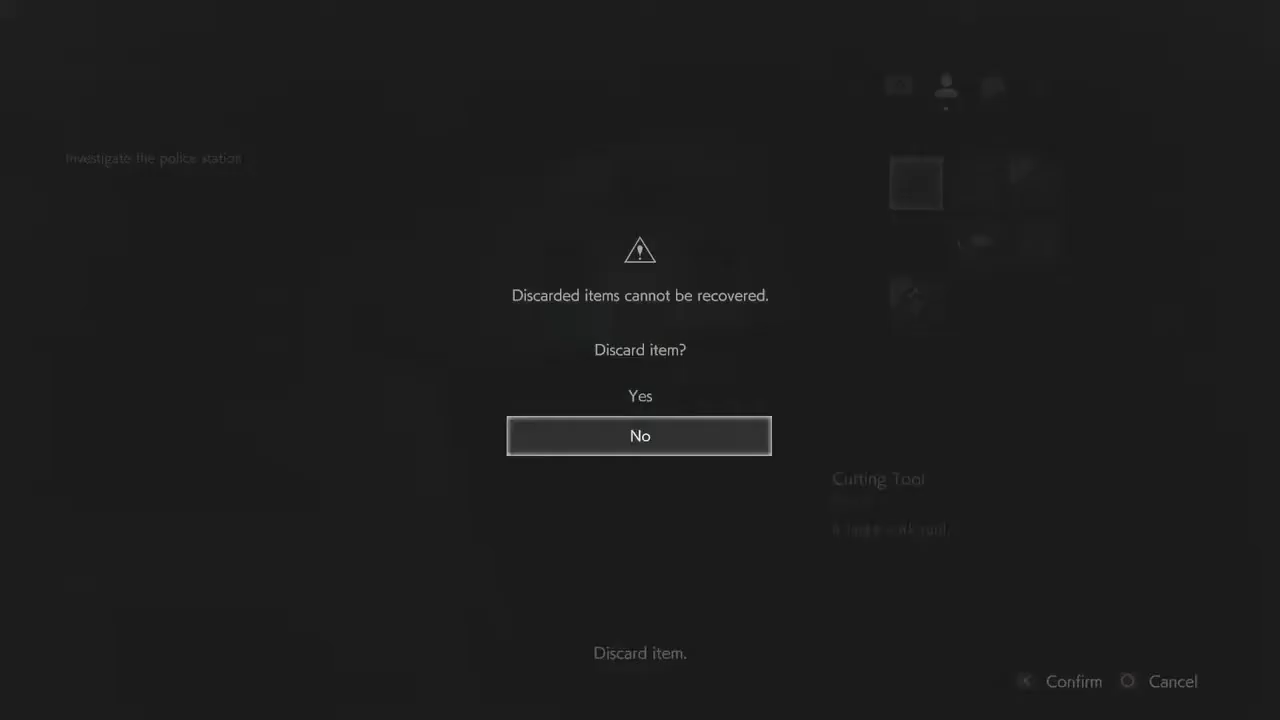 Investigate the police station
Discarded items cannot be recovered.
Discard item?
Yes
No
Cutting Tool
Discard item.
Confirm
Cancel